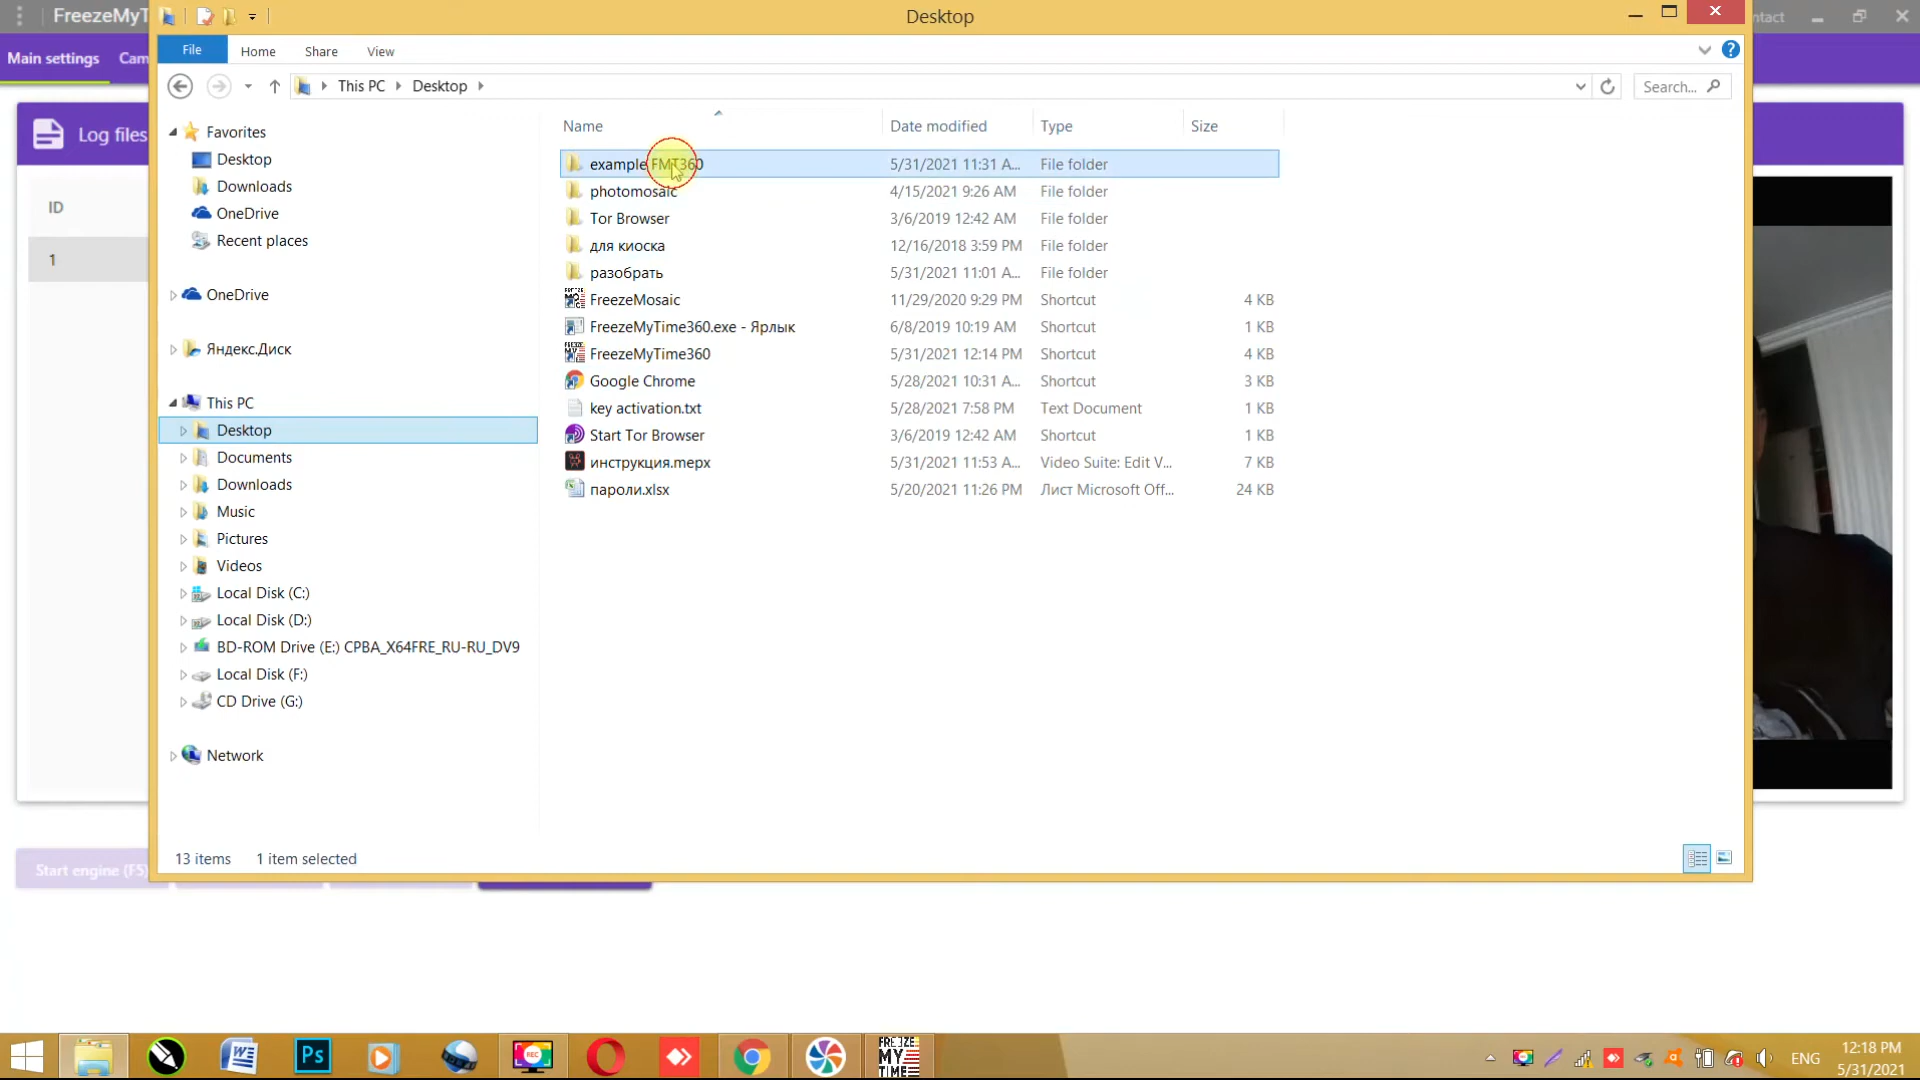 FreezeMyT
Desktop
ntact
File
Home
Share
View
Main settings
Cam
This PC
Desktop
Search...
Name
Date modified
Type
Size
Log files
ID
1
Favorites
Desktop
Downloads
OneDrive
Recent places
OneDrive
Яндекс.Диск
This PC
Desktop
Documents
Downloads
Music
Pictures
Videos
Local Disk (C:)
Local Disk (D:)
BD-ROM Drive (E:) CPBA_X64FRE_RU-RU_DV9
Local Disk (F:)
CD Drive (G:)
Network
example FMT360 5/31/2021 11:31 A... File folder
photomosaic 4/15/2021 9:26 AM File folder
Tor Browser 3/6/2019 12:42 AM File folder
для киоска 12/16/2018 3:59 PM File folder
разобрать 5/31/2021 11:01 A... File folder
FreezeMosaic 11/29/2020 9:29 PM Shortcut 4 KB
FreezeMyTime360.exe - Ярлык 6/8/2019 10:19 AM Shortcut 1 KB
FreezeMyTime360 5/31/2021 12:14 PM Shortcut 4 KB
Google Chrome 5/28/2021 10:31 A... Shortcut 3 KB
key activation.txt 5/28/2021 7:58 PM Text Document 1 KB
Start Tor Browser 3/6/2019 12:42 AM Shortcut 1 KB
инструкция.mepx 5/31/2021 11:53 A... Video Suite: Edit V... 7 KB
пароли.xlsx 5/20/2021 11:26 PM Лист Microsoft Off... 24 KB
13 items 1 item selected
Start engine (F5)
Ps
REC
FREEZE
MY
TIME
ENG
12:18 PM
5/31/2021